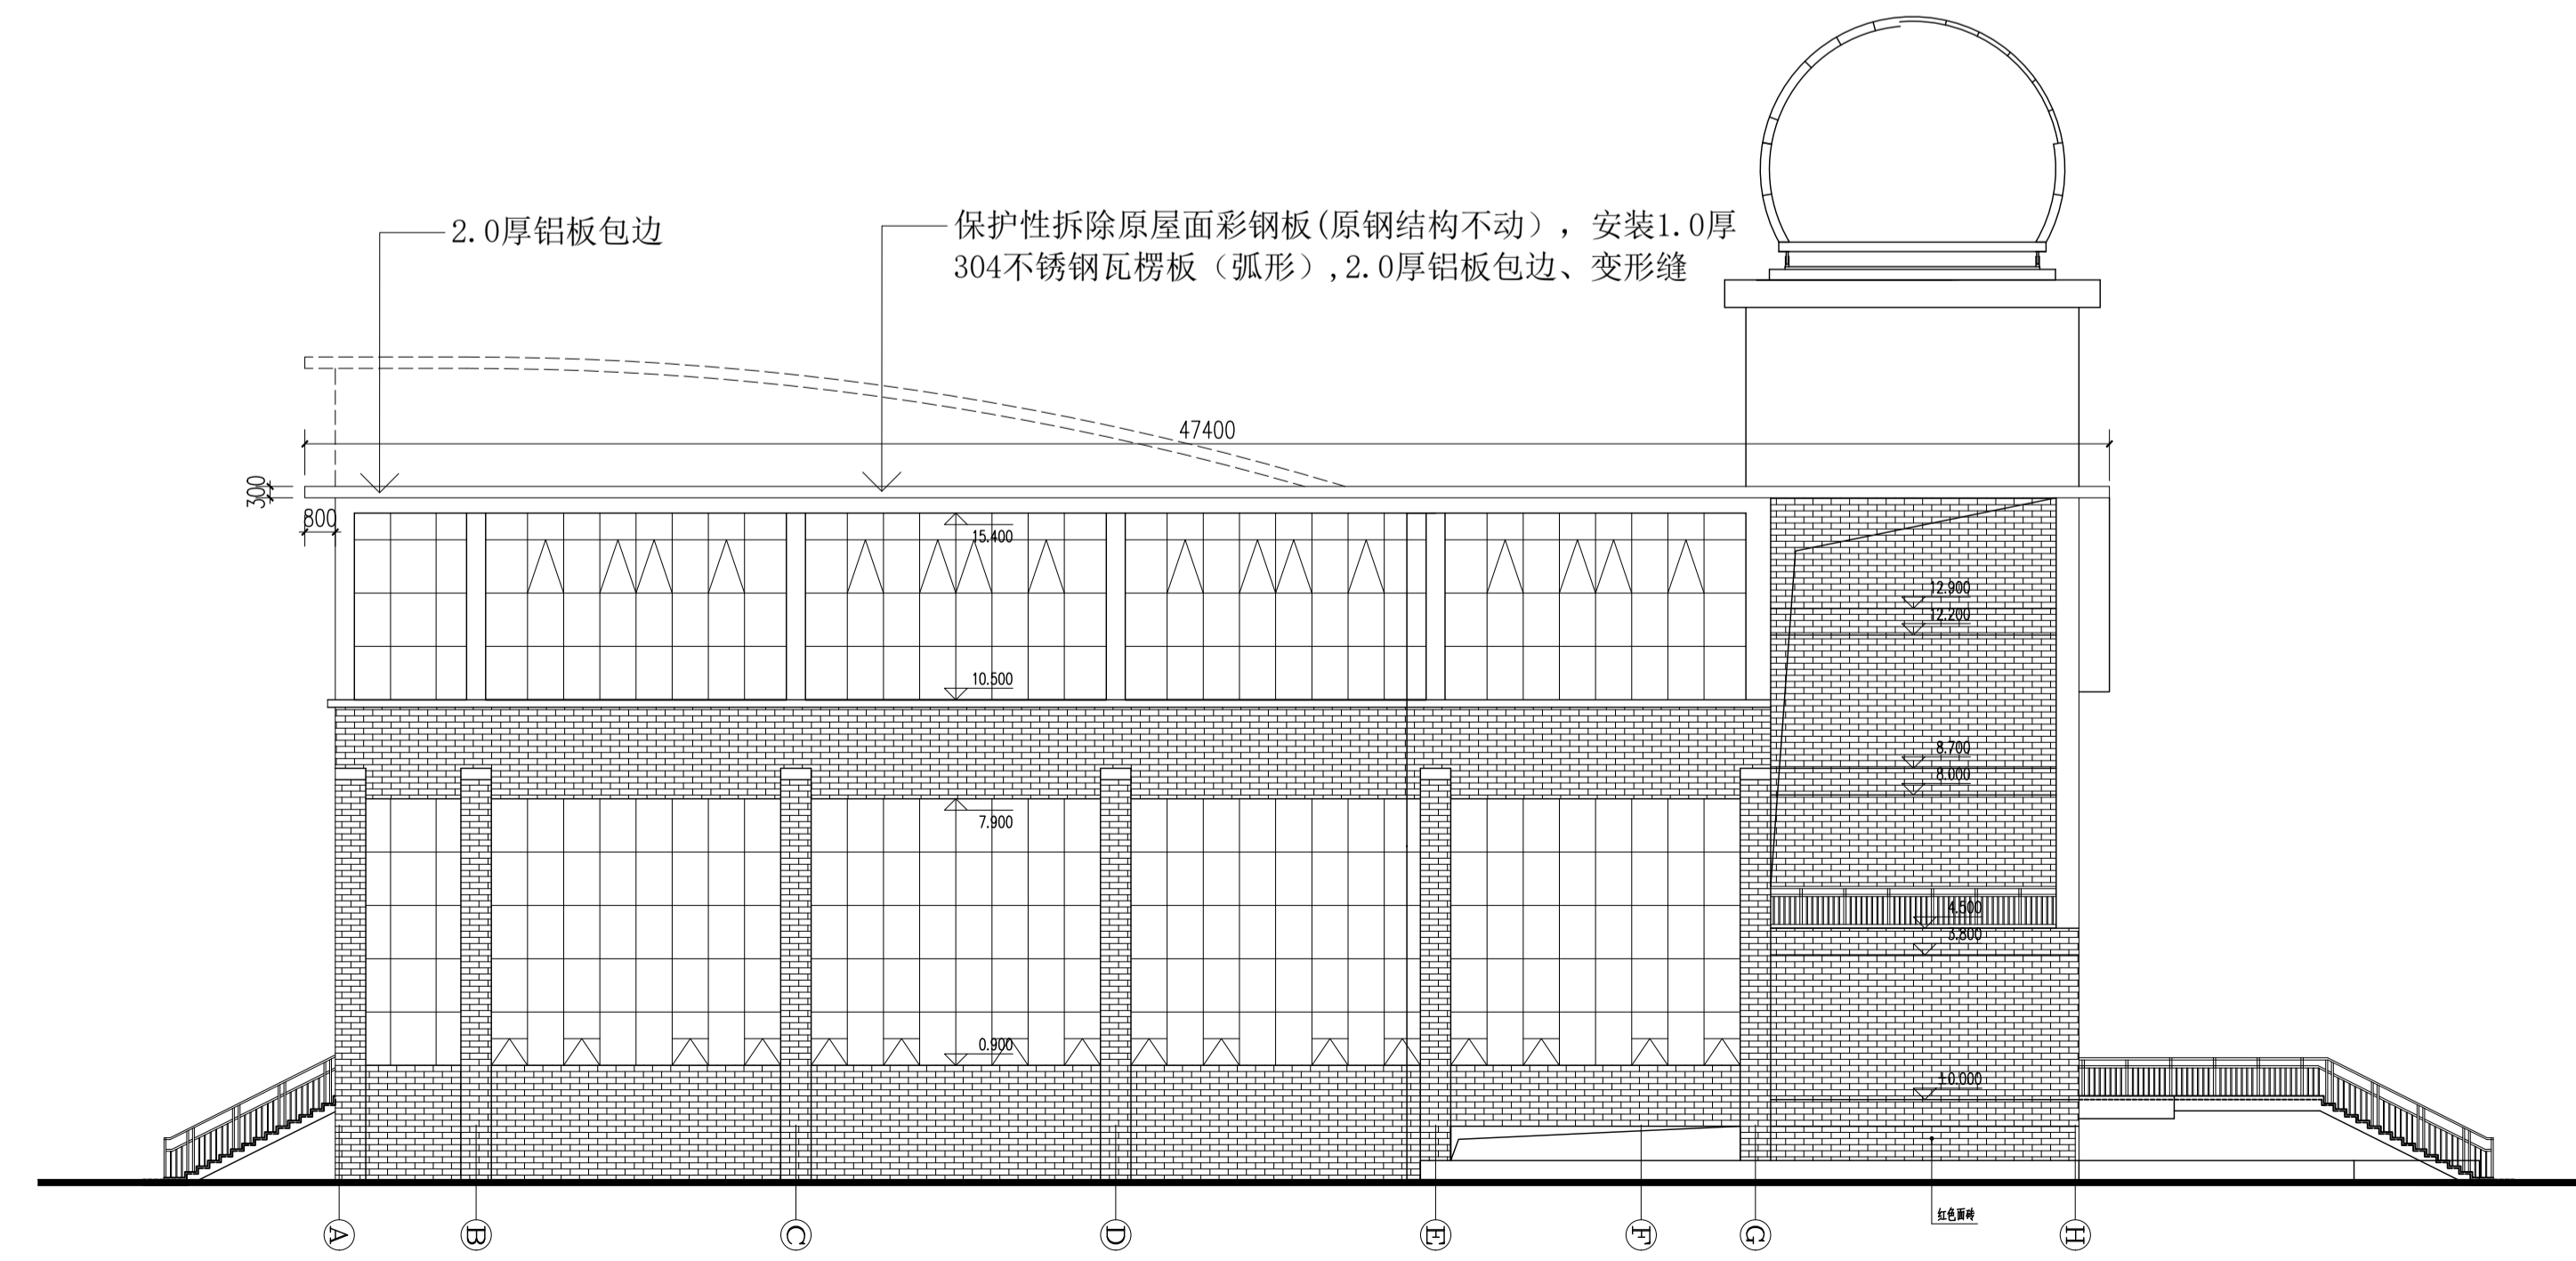 2.0厚铝板包边
保护性拆除原屋面彩钢板(原钢结构不动），安装1.0厚
304不锈钢瓦楞板（弧形）,2.0厚铝板包边、变形缝
47400
300
800
15.400
12.900
12.200
10.500
8.700
8.000
7.900
4.500
3.800
0.900
±0.000
红色面砖
A
B
C
D
E
F
G
H